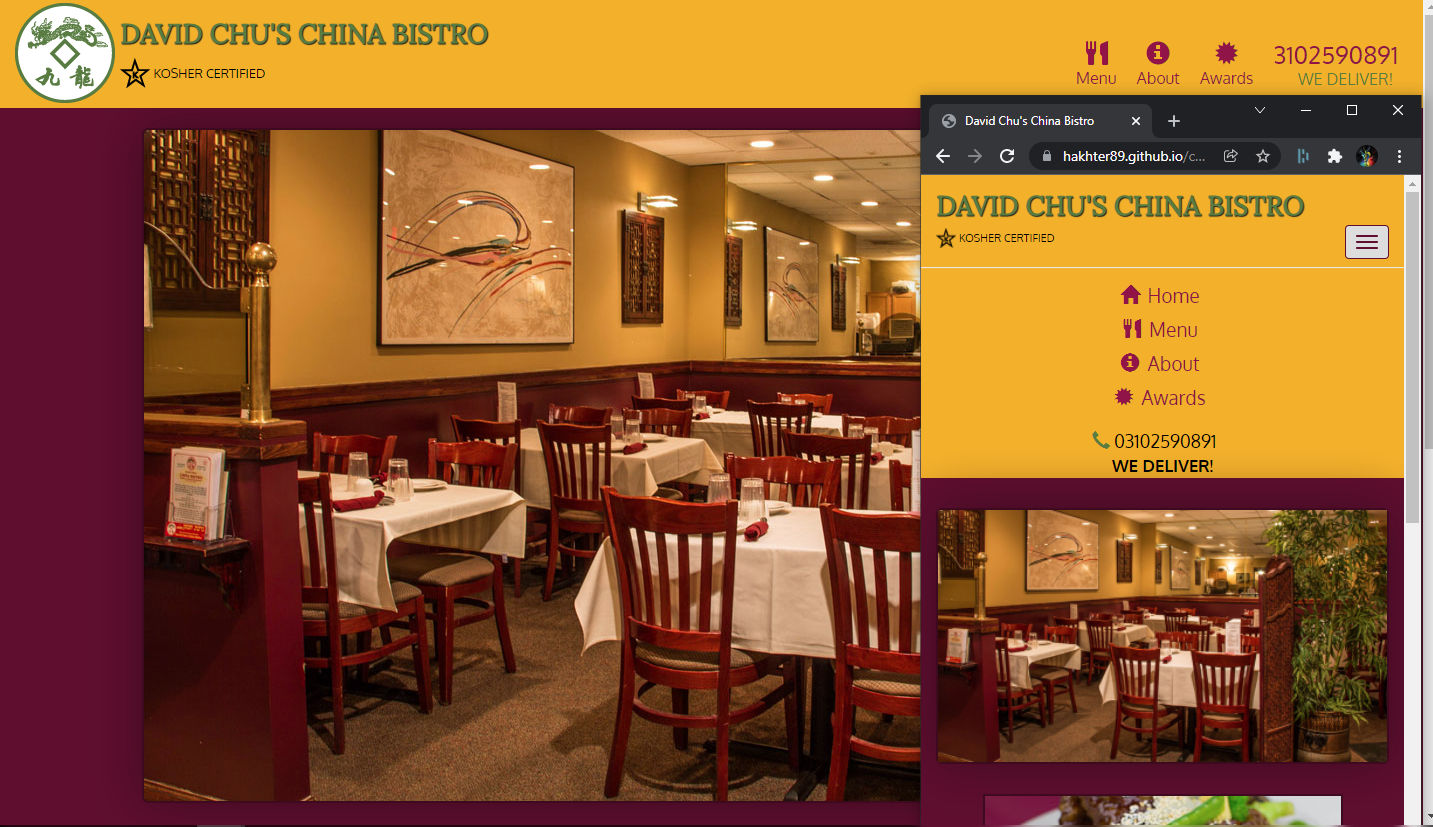 DAVID CHU'S CHINA BISTRO
K
KOSHER CERTIFIED
九 龍
Menu
About
Awards
3102590891
WE DELIVER!
David Chu's China Bistro
hakhter89.github.io/c...
DAVID CHU'S CHINA BISTRO
KOSHER CERTIFIED
Home
Menu
About
Awards
03102590891
WE DELIVER!